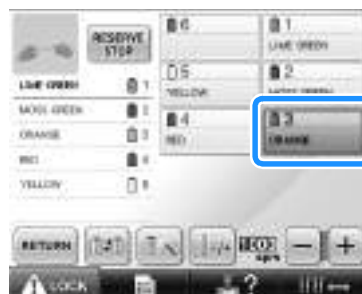 RESERVE
STOP
6
1
LIME GREEN
5
YELLOW
2
MOSS GREEN
4
RED
3
ORANGE
LIME GREEN 1
MOSS GREEN 2
ORANGE 3
RED 4
YELLOW 5
RETURN
spm
LOCK
?